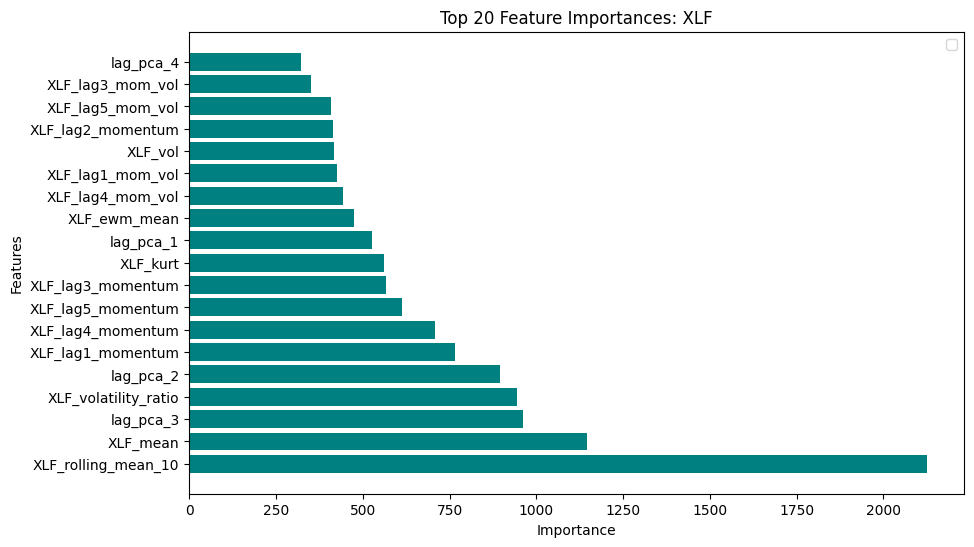 Top 20 Feature Importances: XLF
lag_pca_4
XLF_lag3_mom_vol
XLF_lag5_mom_vol
XLF_lag2_momentum
XLF_vol
XLF_lag1_mom_vol
XLF_lag4_mom_vol
XLF_ewm_mean
lag_pca_1
XLF_kurt
XLF_lag3_momentum
XLF_lag5_momentum
XLF_lag4_momentum
XLF_lag1_momentum
lag_pca_2
XLF_volatility_ratio
lag_pca_3
XLF_mean
XLF_rolling_mean_10
Features
0 250 500 750 1000 1250 1500 1750 2000
Importance